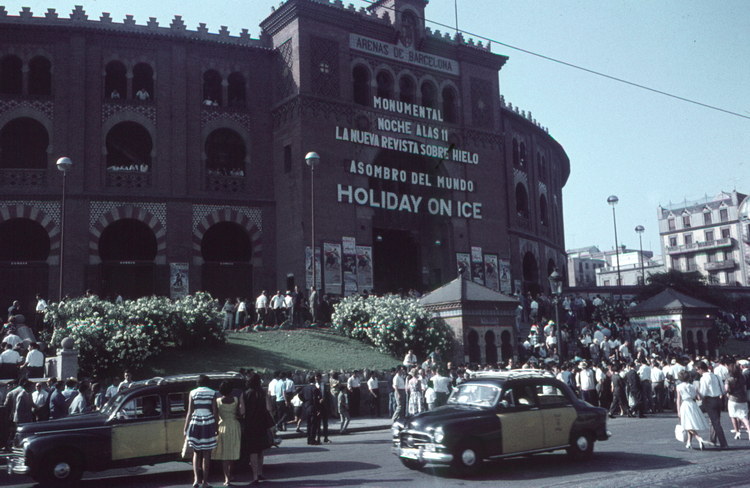 ARENAS DE BARCELONA
MONUMENTAL
NOCHE A LAS 11
LA NUEVA REVISTA SOBRE HIELO
ASOMBRO DEL MUNDO
HOLIDAY ON ICE